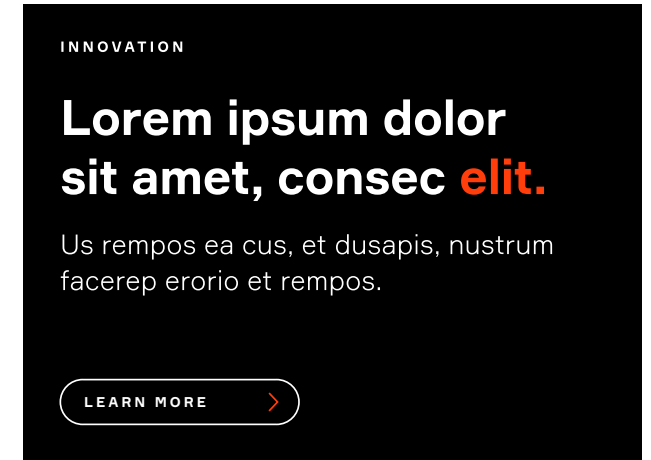 INNOVATION
Lorem ipsum dolor
sit amet, consec elit.
Us rempos ea cus, et dusapis, nustrum
facerep erorio et rempos.
LEARN MORE